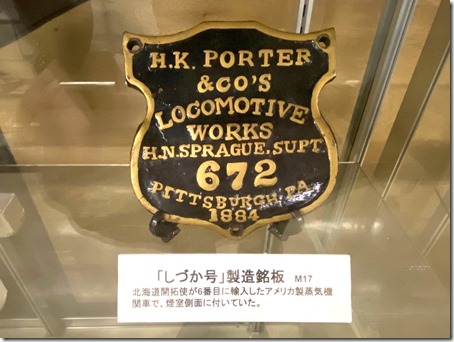 H.K. PORTER
&CO'S
LOCOMOTIVE
WORKS
H.N.SPRAGUE,SUPT
672
PITTSBURGH,PA.
1884
「しづか号」製造銘板 M17
北海道開拓使が6番目に輸入したアメリカ製蒸気機
関車で、煙室側面に付いていた。